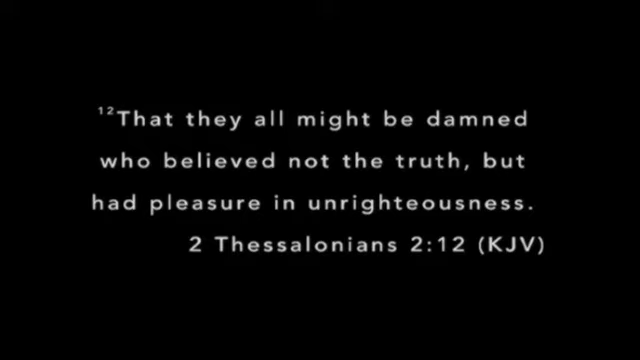 ¹²That they all might be damned
who believed not the truth, but
had pleasure in unrighteousness.
2 Thessalonians 2:12 (KJV)